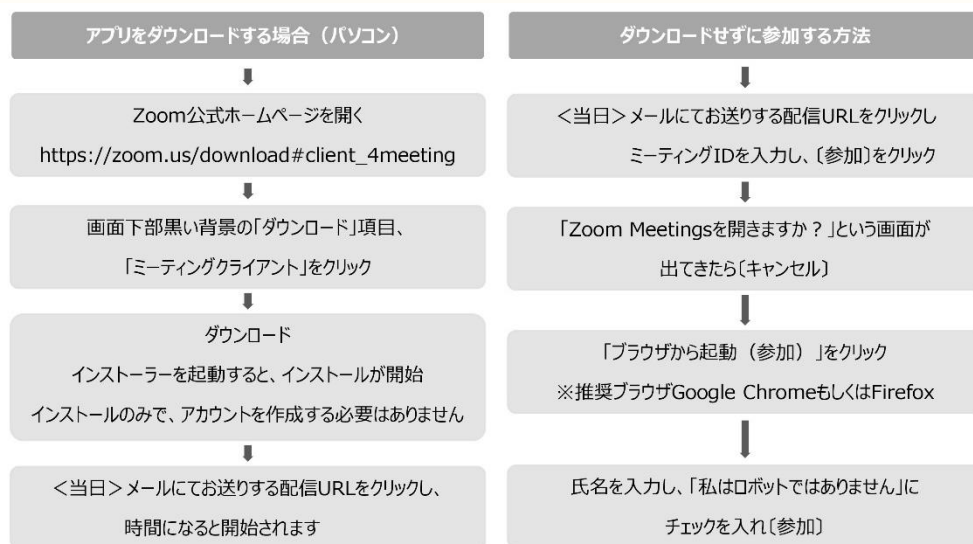 アプリをダウンロードする場合（パソコン）
Zoom公式ホームページを開く
https://zoom.us/download#client_4meeting
画面下部黒い背景の「ダウンロード」項目、
「ミーティングクライアント」をクリック
ダウンロード
インストーラーを起動すると、インストールが開始
インストールのみで、アカウントを作成する必要はありません
＜当日＞メールにてお送りする配信URLをクリックし、
時間になると開始されます
ダウンロードせずに参加する方法
＜当日＞メールにてお送りする配信URLをクリックし
ミーティングIDを入力し、〔参加〕をクリック
「Zoom Meetingsを開きますか？」という画面が
出てきたら〔キャンセル〕
「ブラウザから起動（参加）」をクリック
※推奨ブラウザGoogle ChromeもしくはFirefox
氏名を入力し、「私はロボットではありません」に
チェックを入れ〔参加〕